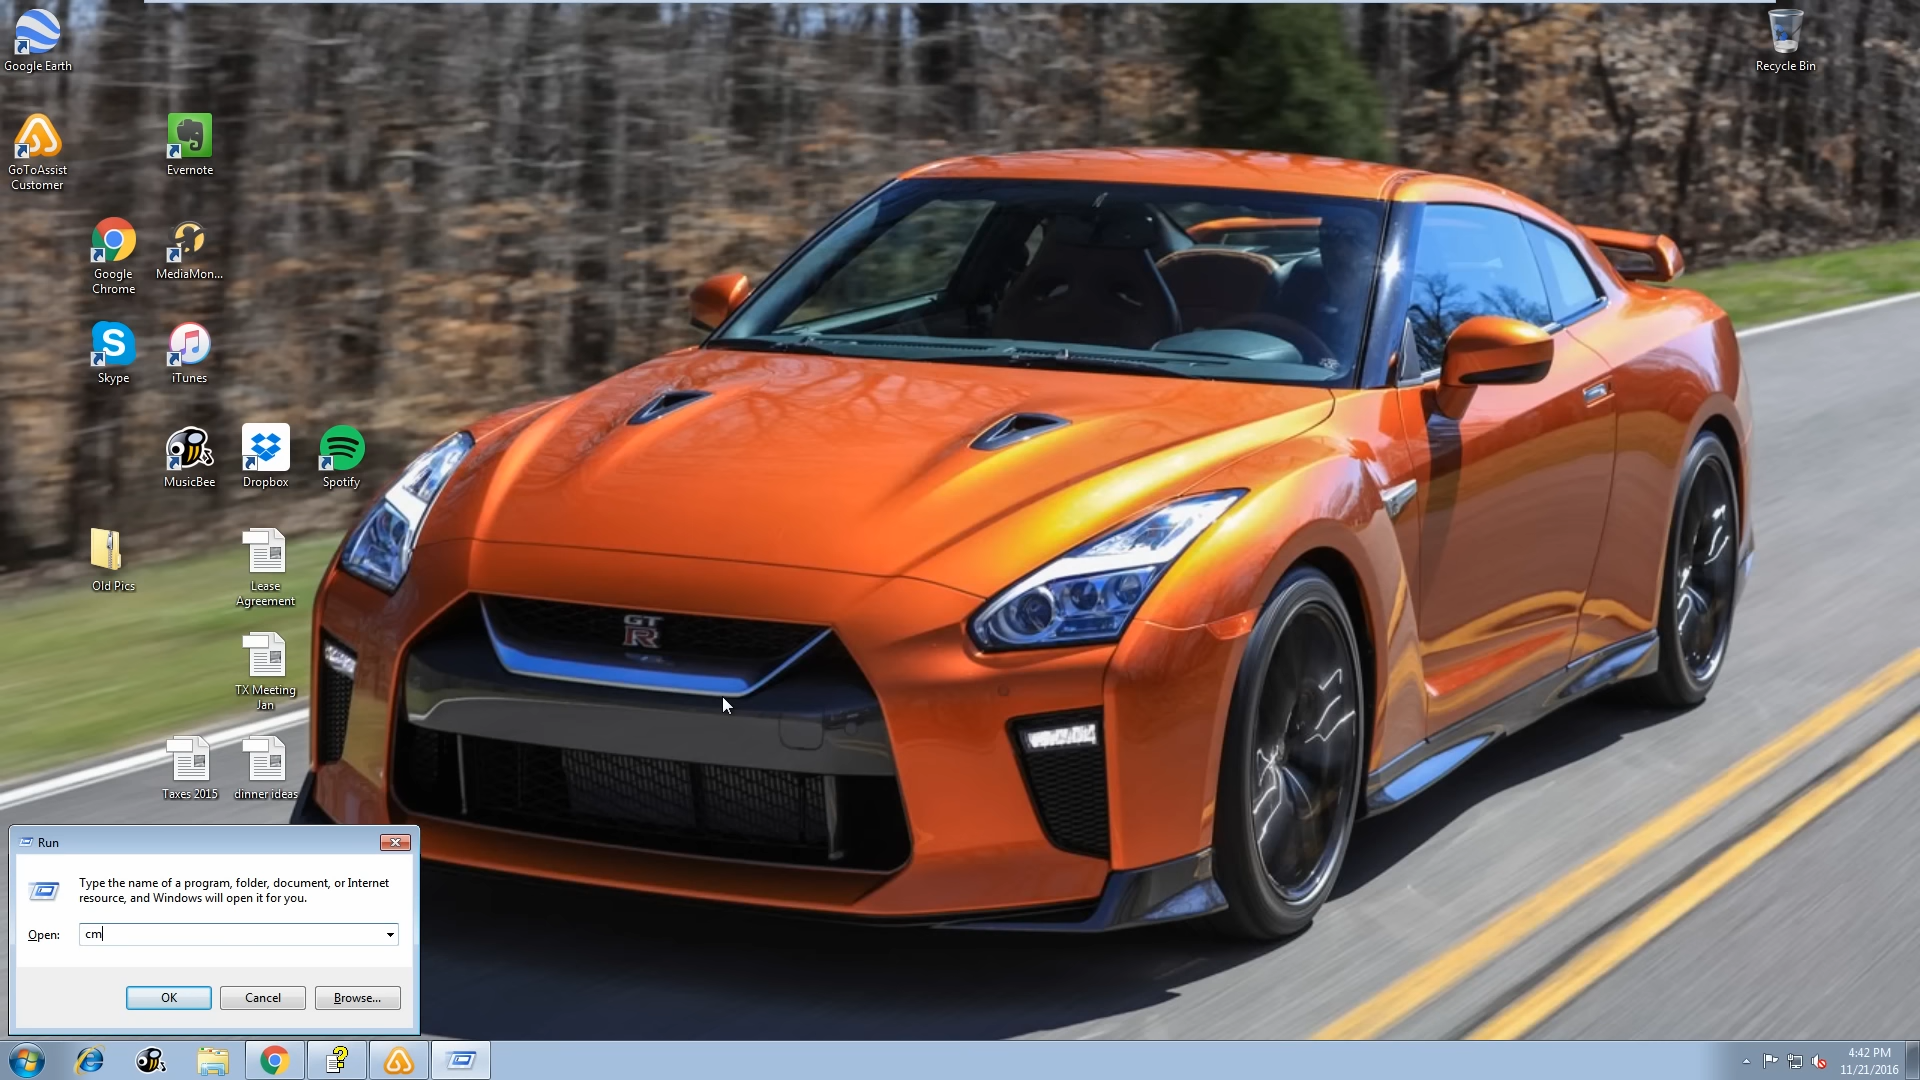 Google Earth
Recycle Bin
GoToAssist
Customer
Evernote
Google
Chrome
MediaMon...
Skype
iTunes
MusicBee
Dropbox
Spotify
Old Pics
Lease
Agreement
GT
R
TX Meeting
Jan
Taxes 2015
dinner ideas
Run
Type the name of a program, folder, document, or Internet
resource, and Windows will open it for you.
Open:
cm
OK
Cancel
Browse...
4:42 PM
11/21/2016